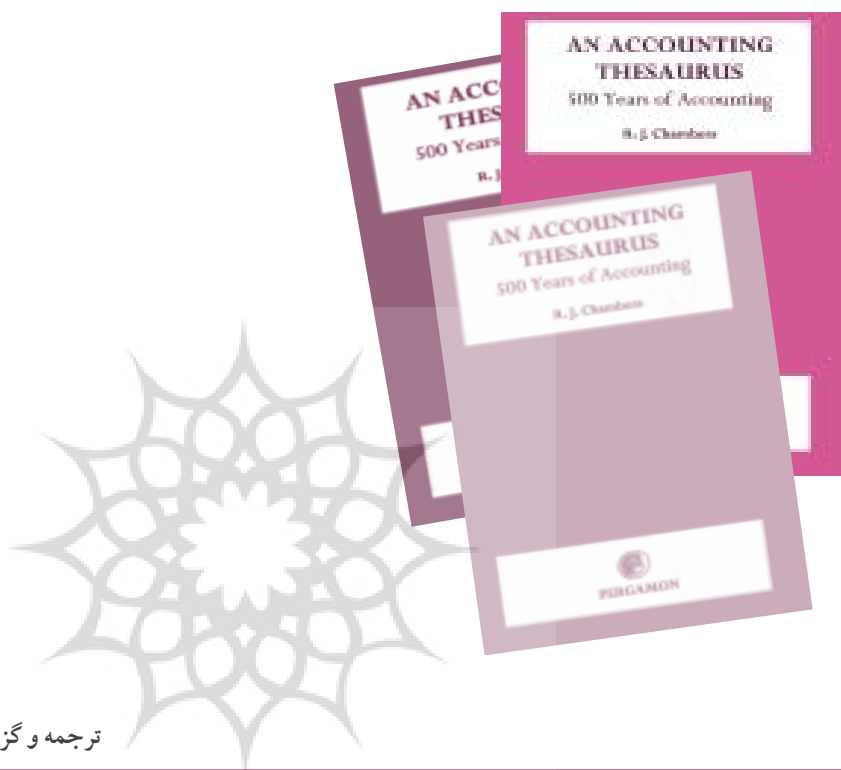 AN ACCOUNTING
THESAURUS
500 Years of Accounting
R. J. Chambers
AN ACC
THES
500 Years
R. J
AN ACCOUNTING
THESAURUS
500 Years of Accounting
R. J. Chambers
PERGAMON
ترجمه و گز